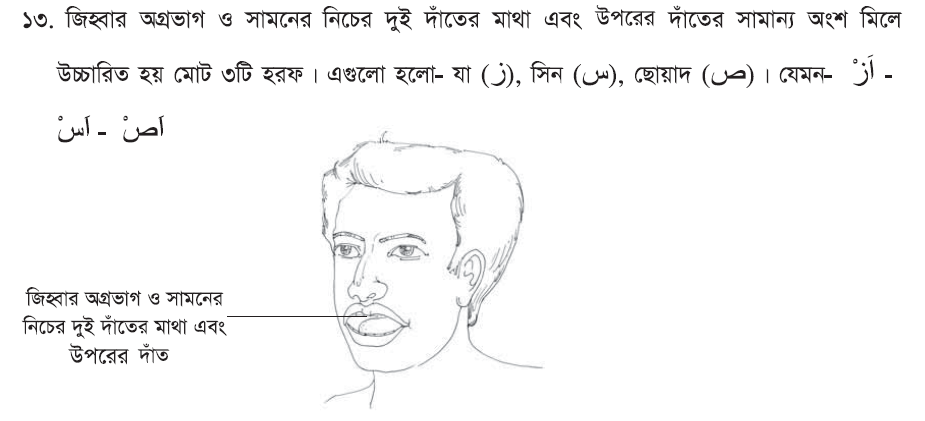 ১৩. জিহ্বার অগ্রভাগ ও সামনের নিচের দুই দাঁতের মাথা এবং উপরের দাঁতের সামান্য অংশ মিলে
উচ্চারিত হয় মোট ৩টি হরফ। এগুলো হলো- যা (ز), সিন (س), ছোয়াদ (ص)। যেমন- اَزْ -
اَسْ - اَصْ
জিহ্বার অগ্রভাগ ও সামনের
নিচের দুই দাঁতের মাথা এবং
উপরের দাঁত